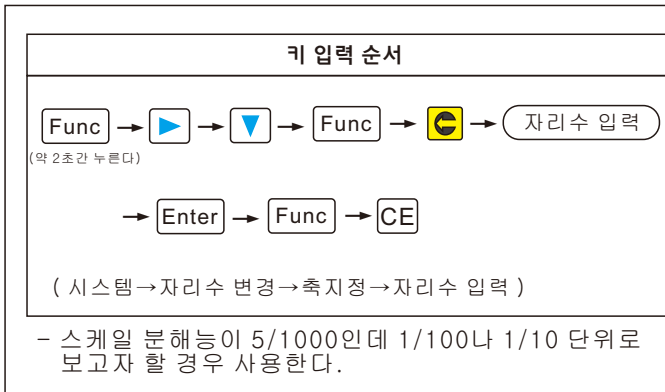 키 입력 순서
Func → ▶ → ▼ → Func → → 자리수 입력
(약 2초간 누른다)
→ Enter → Func → CE
( 시스템→자리수 변경→축지정→자리수 입력 )
- 스케일 분해능이 5/1000인데 1/100나 1/10 단위로
보고자 할 경우 사용한다.